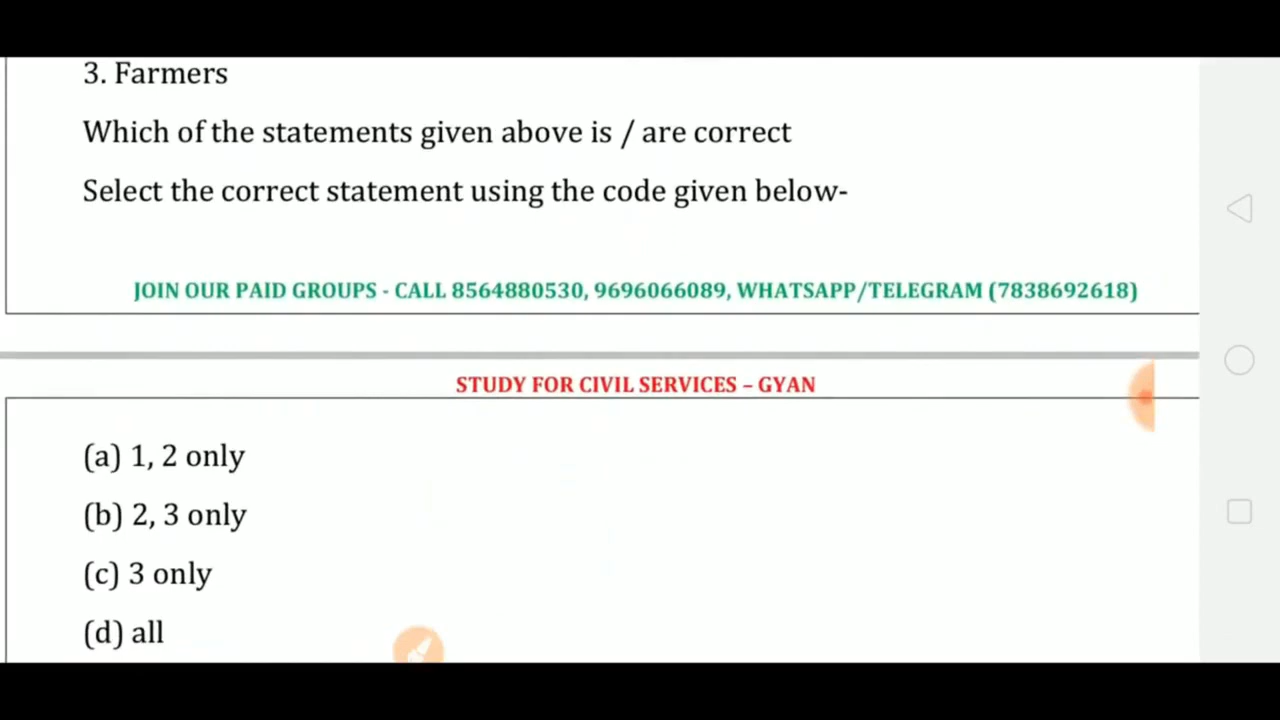 3. Farmers
Which of the statements given above is / are correct
Select the correct statement using the code given below-
JOIN OUR PAID GROUPS - CALL 8564880530, 9696066089, WHATSAPP/TELEGRAM (7838692618)
STUDY FOR CIVIL SERVICES – GYAN
(a) 1, 2 only
(b) 2, 3 only
(c) 3 only
(d) all